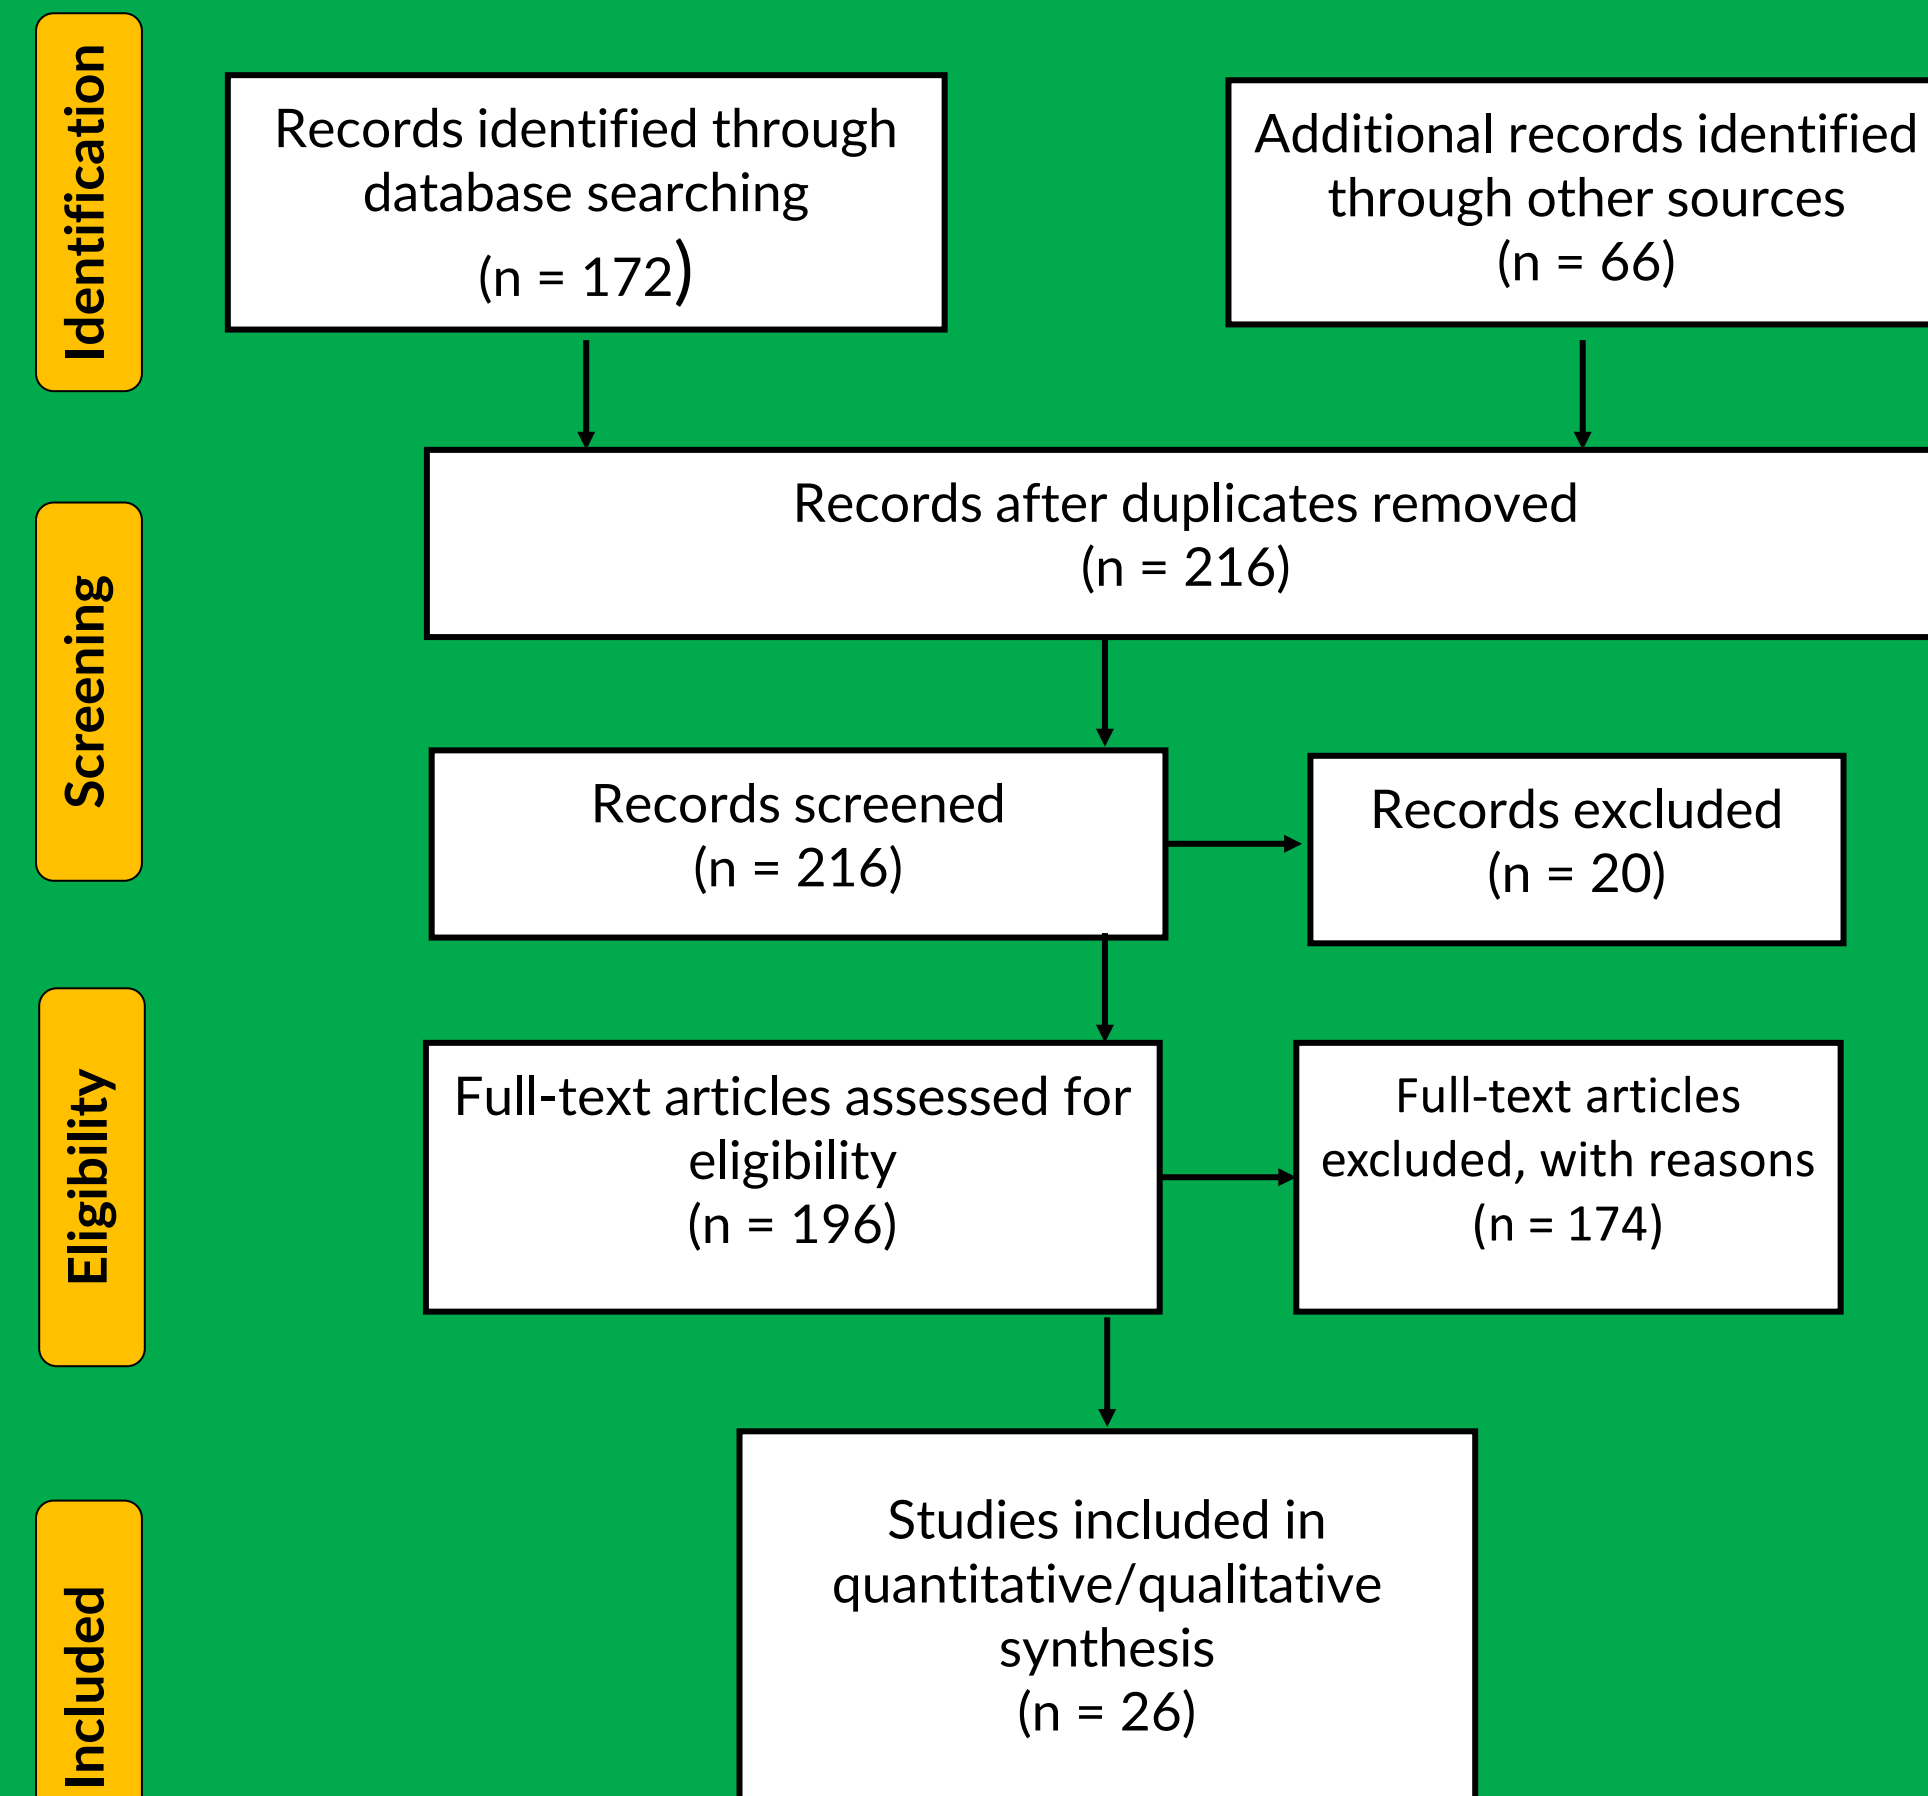 Identification
Records identified through
database searching
(n = 172)
Additional records identified
through other sources
(n = 66)
Screening
Records after duplicates removed
(n = 216)
Records screened
(n = 216)
Records excluded
(n = 20)
Eligibility
Full-text articles assessed for
eligibility
(n = 196)
Full-text articles
excluded, with reasons
(n = 174)
Included
Studies included in
quantitative/qualitative
synthesis
(n = 26)